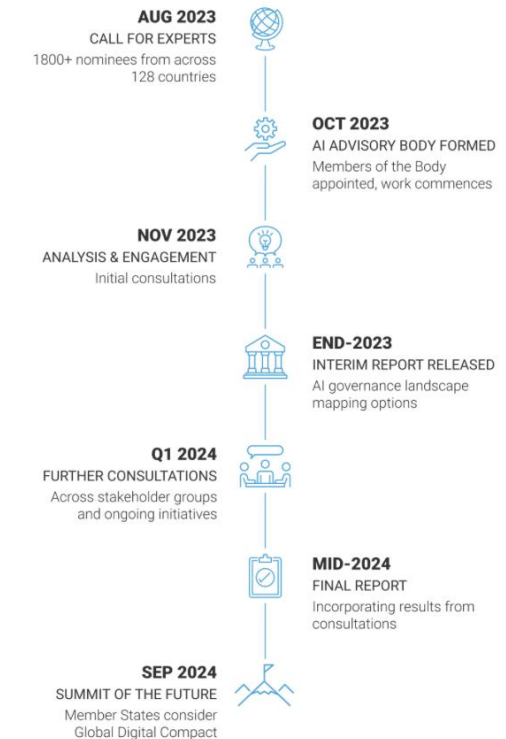 AUG 2023
CALL FOR EXPERTS
1800+ nominees from across
128 countries
OCT 2023
AI ADVISORY BODY FORMED
Members of the Body
appointed, work commences
NOV 2023
ANALYSIS & ENGAGEMENT
Initial consultations
END-2023
INTERIM REPORT RELEASED
AI governance landscape
mapping options
Q1 2024
FURTHER CONSULTATIONS
Across stakeholder groups
and ongoing initiatives
MID-2024
FINAL REPORT
Incorporating results from
consultations
SEP 2024
SUMMIT OF THE FUTURE
Member States consider
Global Digital Compact